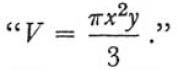 “V = πx²y / 3.”